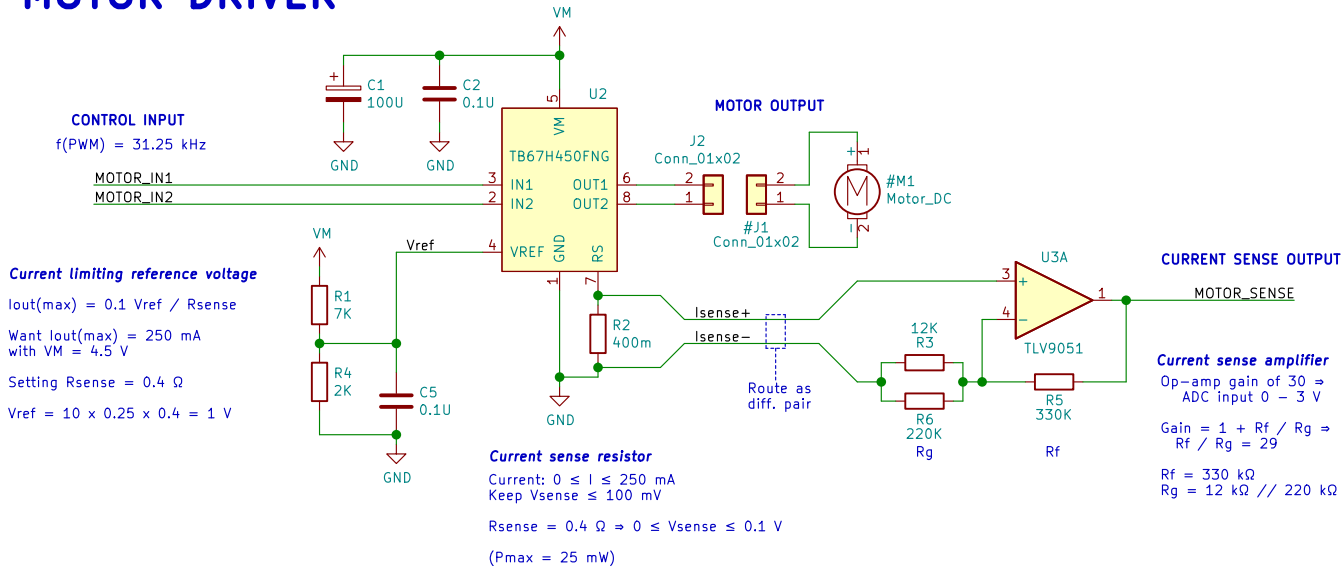 MOTOR DRIVER
VM
C1
100U
C2
0.1U
GND
GND
+
CONTROL INPUT
f(PWM) = 31.25 kHz
MOTOR_IN1
MOTOR_IN2
U2
5
VM
TB67H450FNG
3
IN1
2
IN2
4
VREF
OUT1
6
OUT2
8
GND
1
RS
7
Vref
MOTOR OUTPUT
J2
Conn_01x02
2
1
2
1
#J1
Conn_01x02
+
1
M
#M1
Motor_DC
-
2
VM
R1
7K
R4
2K
C5
0.1U
GND
Current limiting reference voltage
Iout(max) = 0.1 Vref / Rsense
Want Iout(max) = 250 mA
with VM = 4.5 V
Setting Rsense = 0.4 Ω
Vref = 10 x 0.25 x 0.4 = 1 V
R2
400m
GND
Isense+
Isense-
Route as
diff. pair
Current sense resistor
Current: 0 ≤ I ≤ 250 mA
Keep Vsense ≤ 100 mV
Rsense = 0.4 Ω ⇒ 0 ≤ Vsense ≤ 0.1 V
(Pmax = 25 mW)
12K
R3
R6
220K
Rg
U3A
3
+
4
-
1
TLV9051
R5
330K
Rf
CURRENT SENSE OUTPUT
MOTOR_SENSE
Current sense amplifier
Op-amp gain of 30 ⇒
ADC input 0 - 3 V
Gain = 1 + Rf / Rg ⇒
Rf / Rg = 29
Rf = 330 kΩ
Rg = 12 kΩ // 220 kΩ